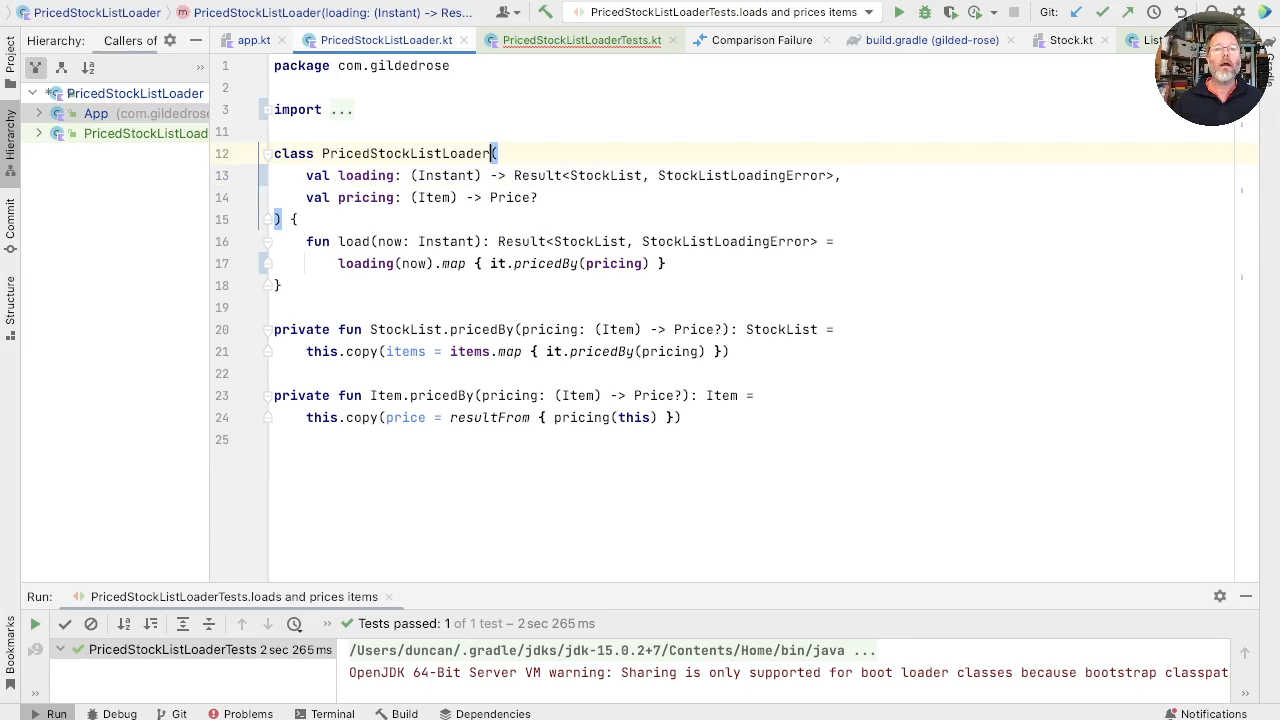 PricedStockListLoader PricedStockListLoader(loading: (Instant) -> Res... PricedStockListLoaderTests.loads and prices items Git:
Hierarchy: Callers of app.kt PricedStockListLoader.kt PricedStockListLoaderTests.kt Comparison Failure build.gradle (gilded-rose) Stock.kt List
PricedStockListLoader
App (com.gildedrose
PricedStockListLoad
Project
Hierarchy
Commit
Structure
Bookmarks
1 package com.gildedrose
2
3 import ...
11
12 class PricedStockListLoader(
13 val loading: (Instant) -> Result<StockList, StockListLoadingError>,
14 val pricing: (Item) -> Price?
15 ) {
16 fun load(now: Instant): Result<StockList, StockListLoadingError> =
17 loading(now).map { it.pricedBy(pricing) }
18 }
19
20 private fun StockList.pricedBy(pricing: (Item) -> Price?): StockList =
21 this.copy(items = items.map { it.pricedBy(pricing) })
22
23 private fun Item.pricedBy(pricing: (Item) -> Price?): Item =
24 this.copy(price = resultFrom { pricing(this) })
25
Run: PricedStockListLoaderTests.loads and prices items
Tests passed: 1 of 1 test – 2 sec 265 ms
PricedStockListLoaderTests 2 sec 265 ms
/Users/duncan/.gradle/jdks/jdk-15.0.2+7/Contents/Home/bin/java ...
OpenJDK 64-Bit Server VM warning: Sharing is only supported for boot loader classes because bootstrap classpat
Run Debug Git Problems Terminal Build Dependencies Notifications